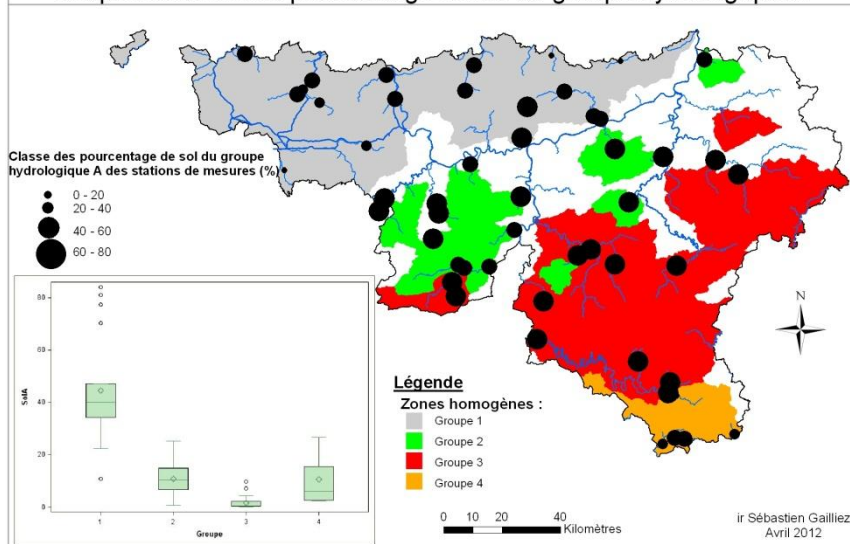 Classe des pourcentage de sol du groupe
hydrologique A des stations de mesures (%)
0 - 20
20 - 40
40 - 60
60 - 80
N
80
60
40
20
0
SolA
1
2
3
4
Groupe
Légende
Zones homogènes :
Groupe 1
Groupe 2
Groupe 3
Groupe 4
0 10 20 40
Kilomètres
ir Sébastien Gailliez
Avril 2012